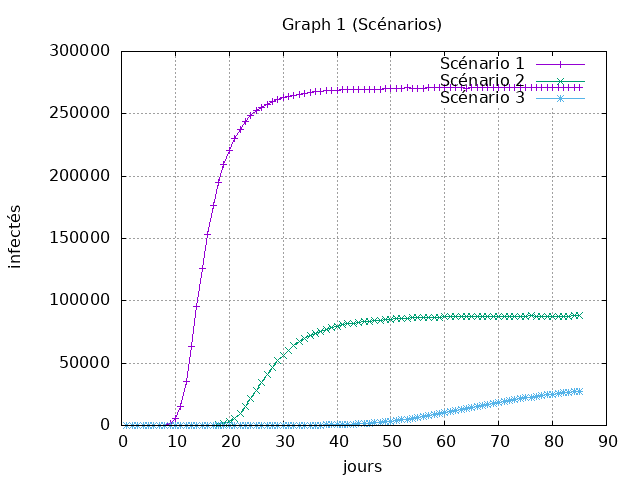 Graph 1 (Scénarios)
300000
250000
200000
150000
100000
50000
0
infectés
0 10 20 30 40 50 60 70 80 90
jours
Scénario 1
Scénario 2
Scénario 3